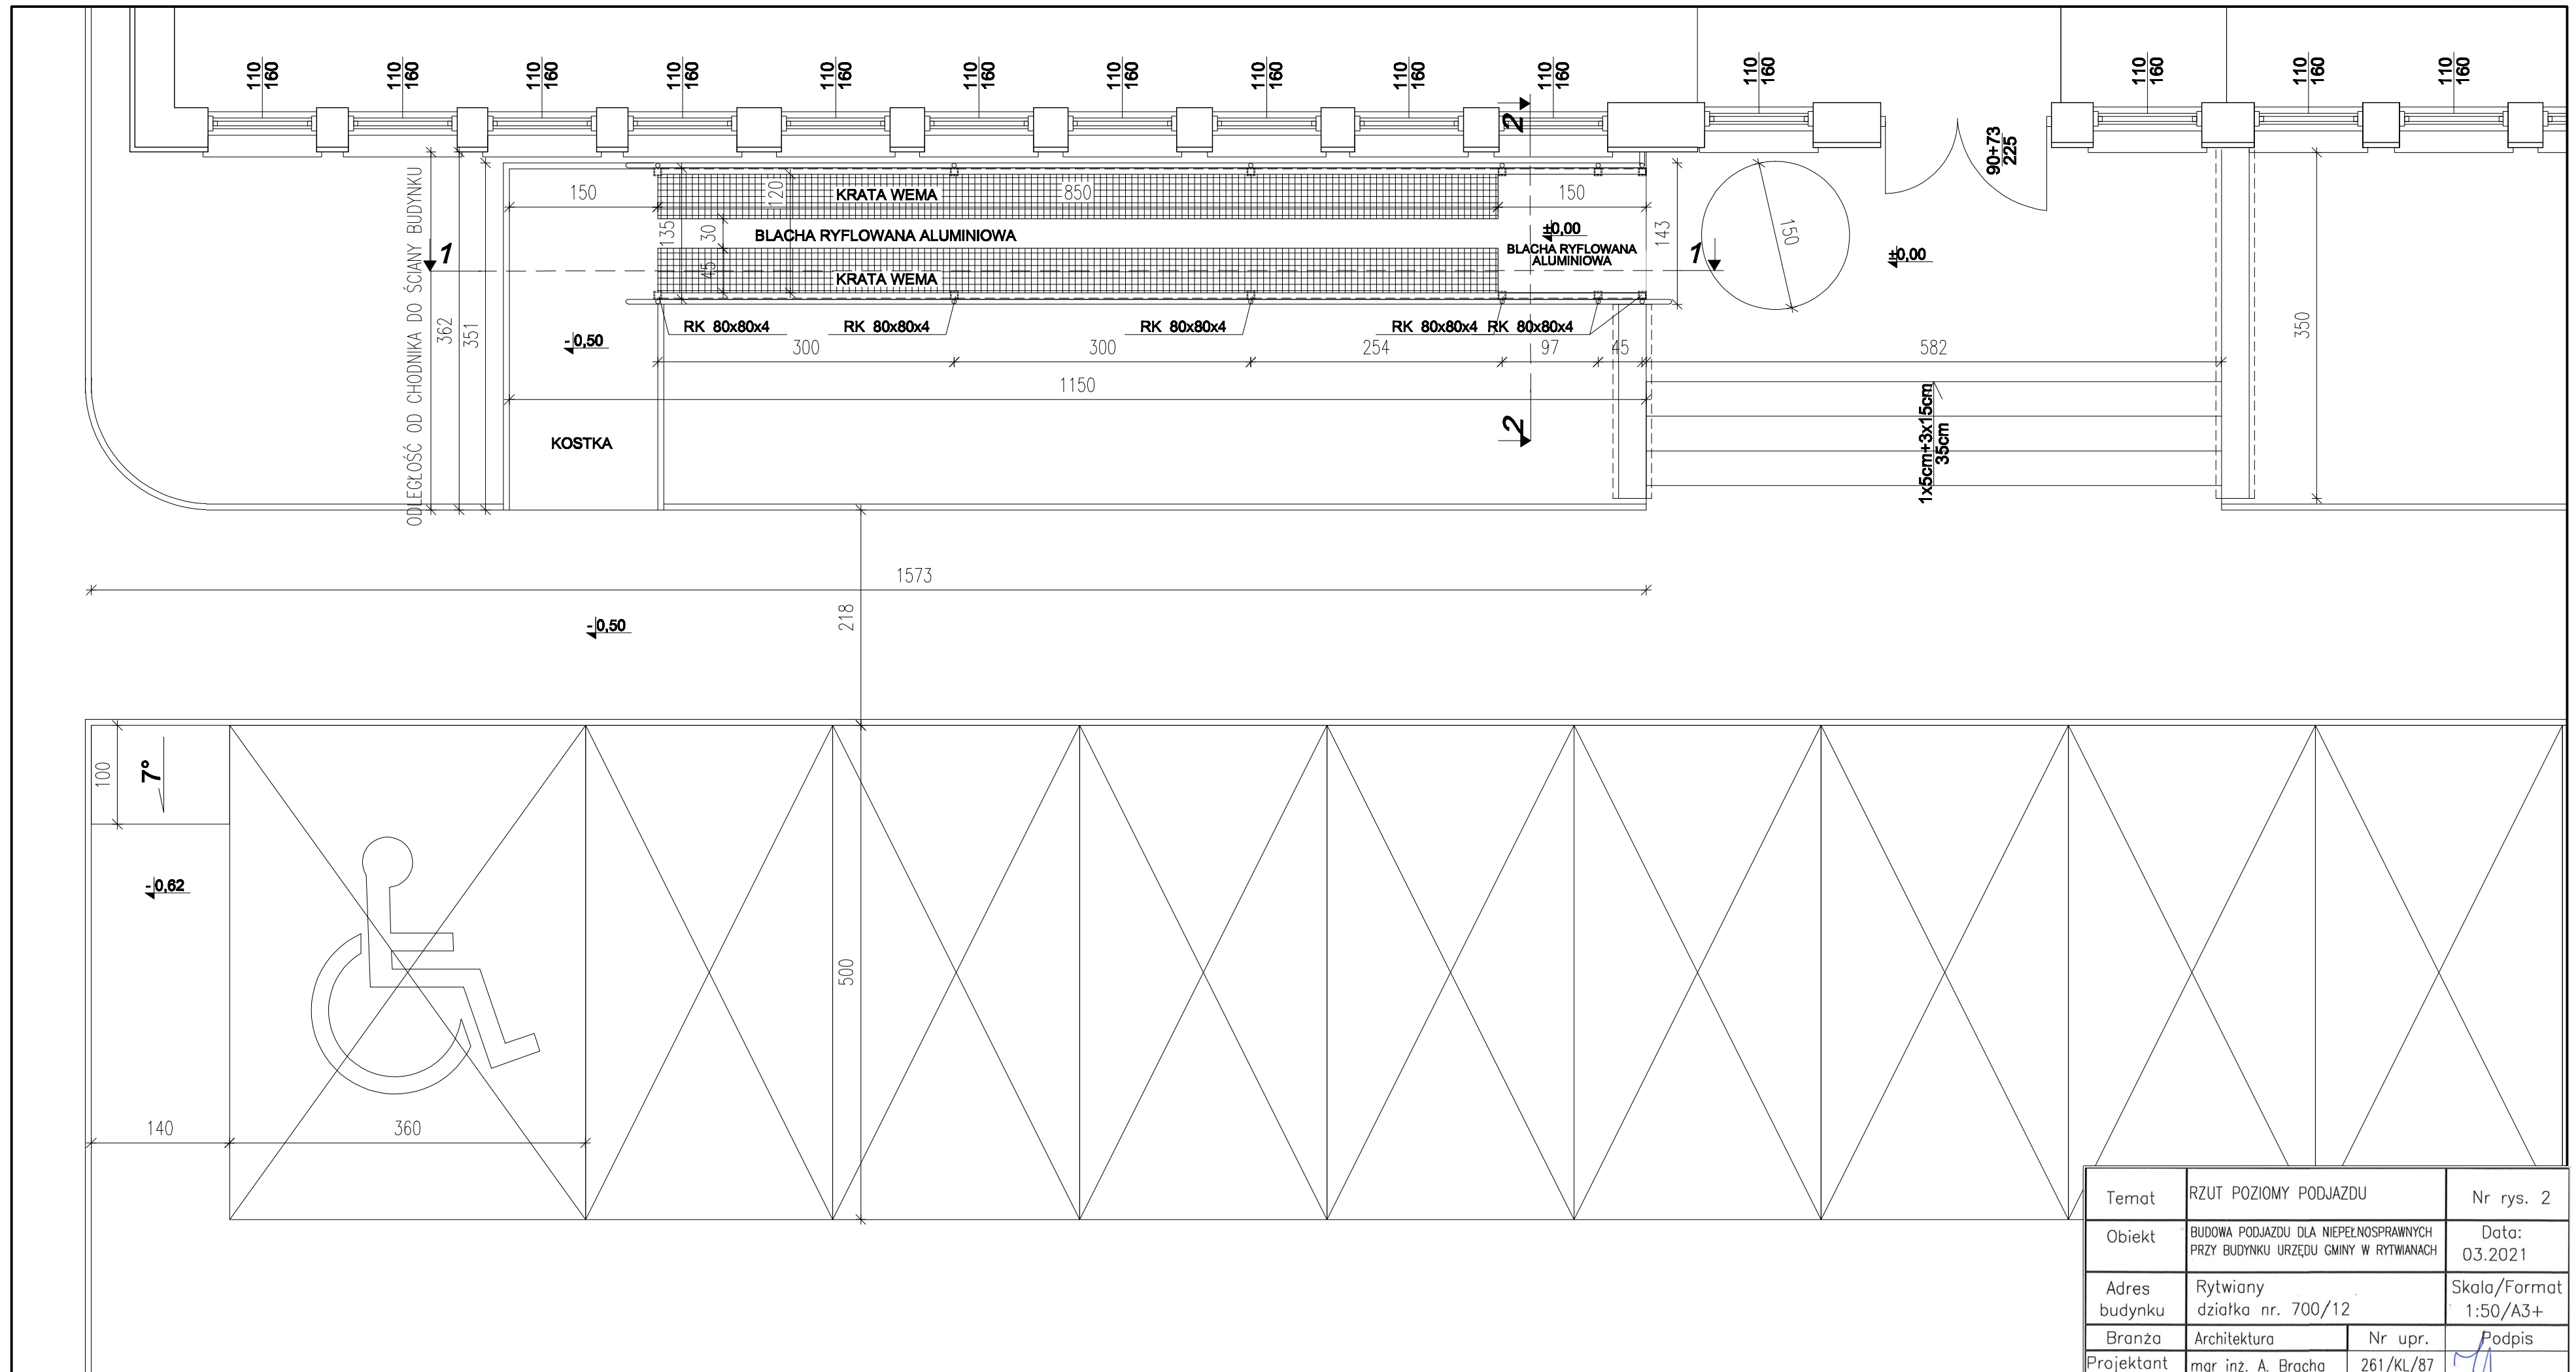 110
160
110
160
110
160
110
160
110
160
110
160
110
160
110
160
110
160
110
160
110
160
110
160
110
160
110
160
2
90+73
225
ODLEGŁOŚĆ OD CHODNIKA DO ŚCIANY BUDYNKU
362
351
150
120
KRATA WEMA
850
150
135
30
BLACHA RYFLOWANA ALUMINIOWA
±0,00
BLACHA RYFLOWANA
ALUMINIOWA
143
150
±0,00
1
1
45
KRATA WEMA
RK 80x80x4
RK 80x80x4
RK 80x80x4
RK 80x80x4
RK 80x80x4
-0,50
300
300
254
97
45
582
350
1150
1x5cm+3x15cm
35cm
2
KOSTKA
1573
218
-0,50
100
7°
-0,62
500
140
360
Temat
RZUT POZIOMY PODJAZDU
Nr rys. 2
Obiekt
BUDOWA PODJAZDU DLA NIEPEŁNOSPRAWNYCH
PRZY BUDYNKU URZĘDU GMINY W RYTWIANACH
Data:
03.2021
Adres
budynku
Rytwiany
działka nr. 700/12
Skala/Format
1:50/A3+
Branża
Architektura
Nr upr.
Podpis
Projektant
mgr inż. A. Bracha
261/KL/87